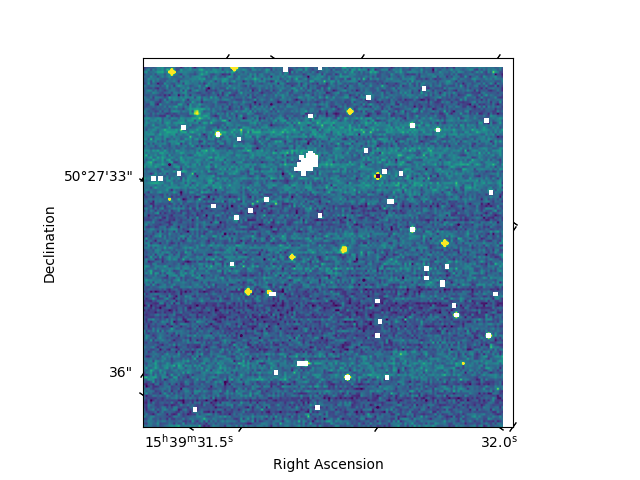 50°27'33"
Declination
36"
15ʰ39ᵐ31.5ˢ
32.0ˢ
Right Ascension